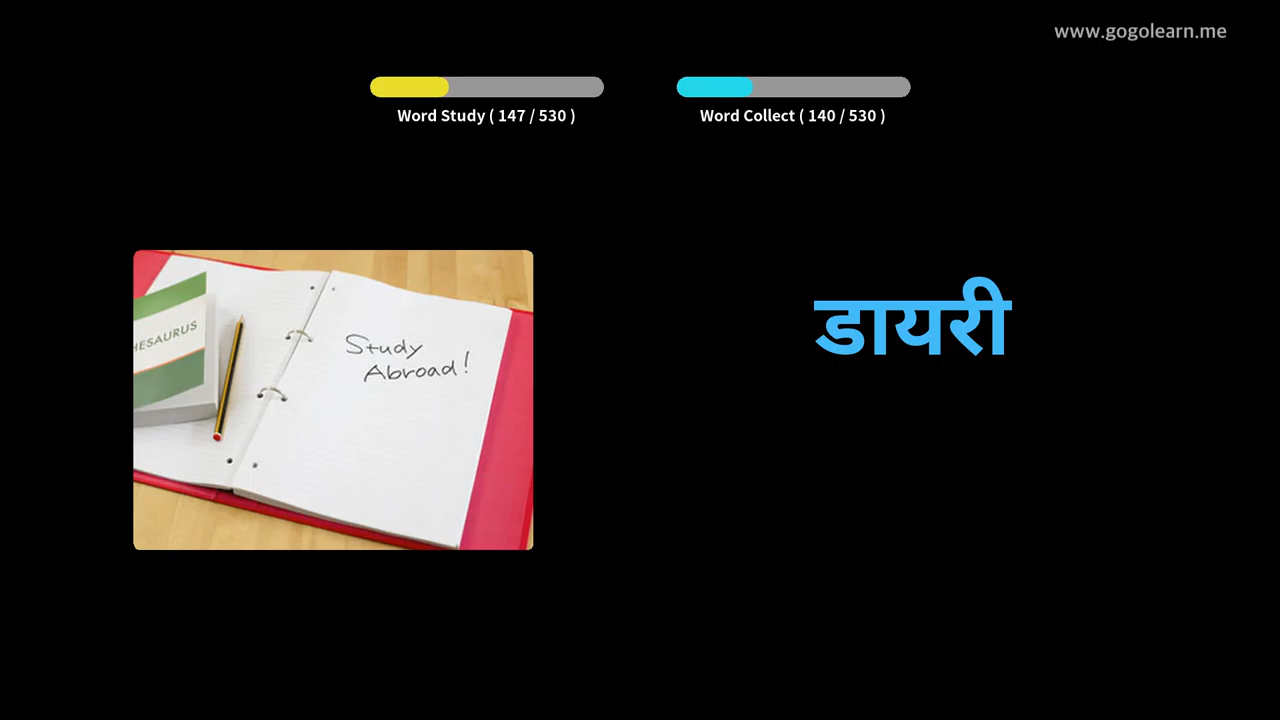 www.gogolearn.me
Word Study ( 147 / 530 )
Word Collect ( 140 / 530 )
HESAURUS
Study
Abroad!
डायरी